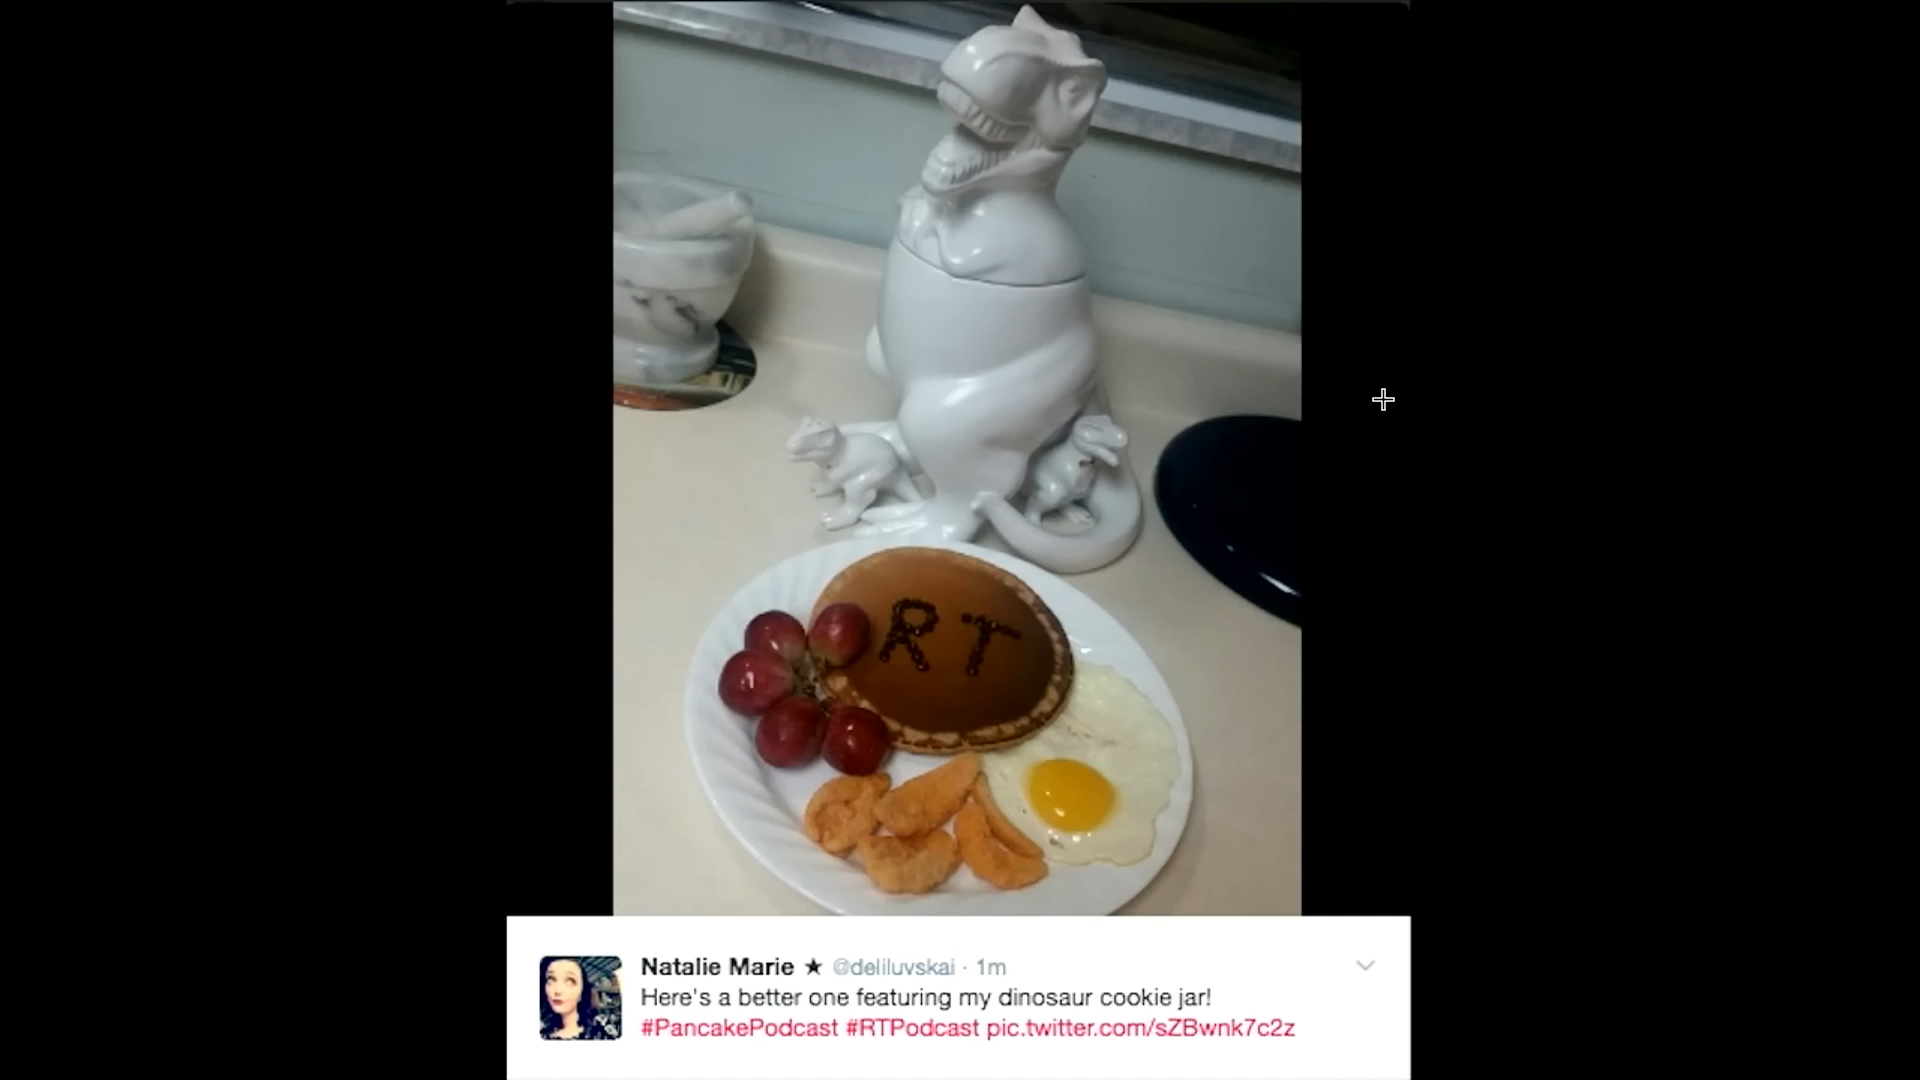 RT
Natalie Marie ★ @deliluvskai · 1m
Here's a better one featuring my dinosaur cookie jar!
#PancakePodcast #RTPodcast pic.twitter.com/sZBwnk7c2z